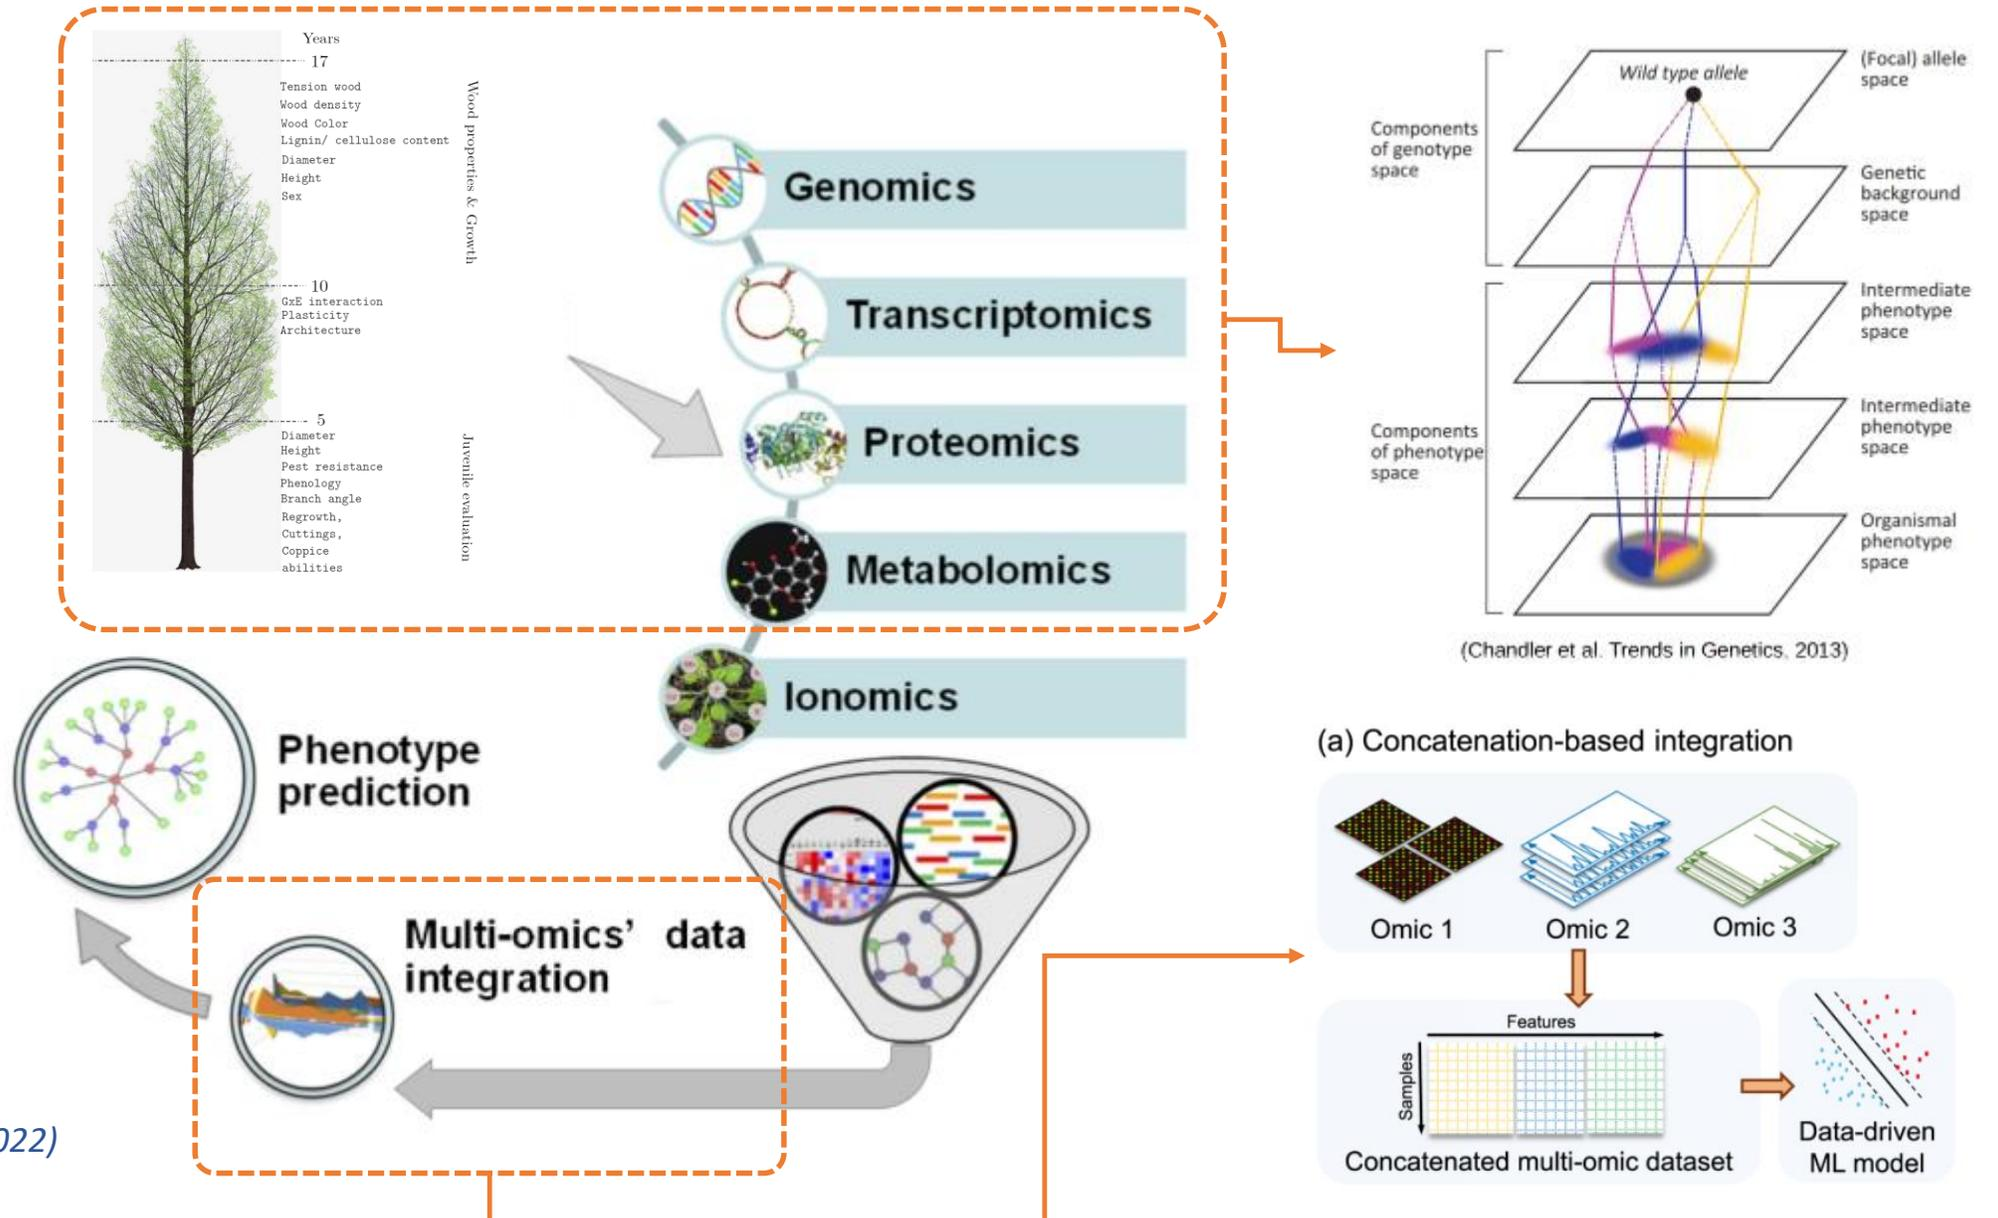 Years
17
Tension wood
Wood density
Wood Color
Lignin/ cellulose content
Diameter
Height
Sex
Wood properties & Growth
10
GxE interaction
Plasticity
Architecture
5
Diameter
Height
Pest resistance
Phenology
Branch angle
Regrowth,
Cuttings,
Coppice
abilities
Juvenile evaluation
Genomics
Transcriptomics
Proteomics
Metabolomics
Ionomics
Phenotype
prediction
Multi-omics’ data
integration
022)
Wild type allele
(Focal) allele
space
Components
of genotype
space
Genetic
background
space
Intermediate
phenotype
space
Components
of phenotype
space
Intermediate
phenotype
space
Organismal
phenotype
space
(Chandler et al. Trends in Genetics, 2013)
(a) Concatenation-based integration
Omic 1
Omic 2
Omic 3
Features
Samples
Concatenated multi-omic dataset
Data-driven
ML model